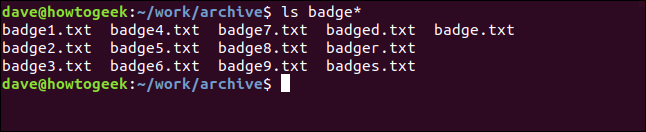 dave@howtogeek:~/work/archive$ ls badge*
badge1.txt  badge4.txt  badge7.txt  badged.txt  badge.txt
badge2.txt  badge5.txt  badge8.txt  badger.txt
badge3.txt  badge6.txt  badge9.txt  badges.txt
dave@howtogeek:~/work/archive$